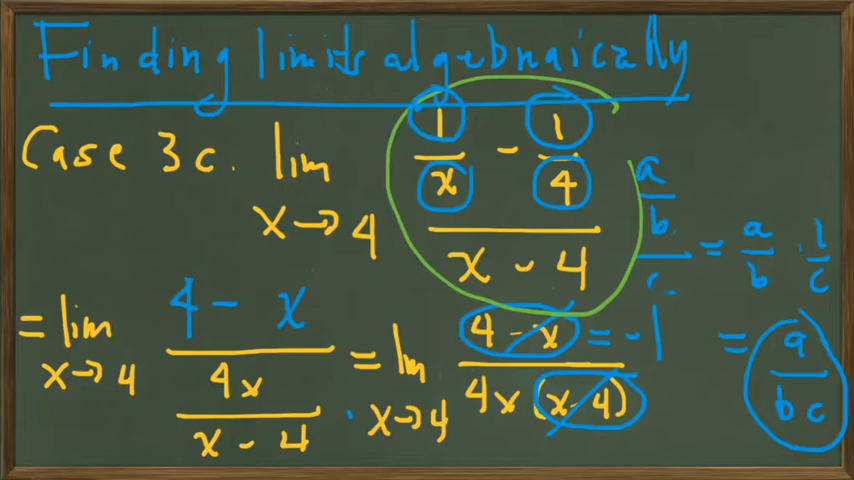 Finding limits algebraically
Case 3c. lim x→4
1/x - 1/4
x - 4
a/b / c = a/b · 1/c
= lim x→4
4 - x
4x
x - 4
= lim x→4
4 - x = -1
4x (x - 4)
= a
bc